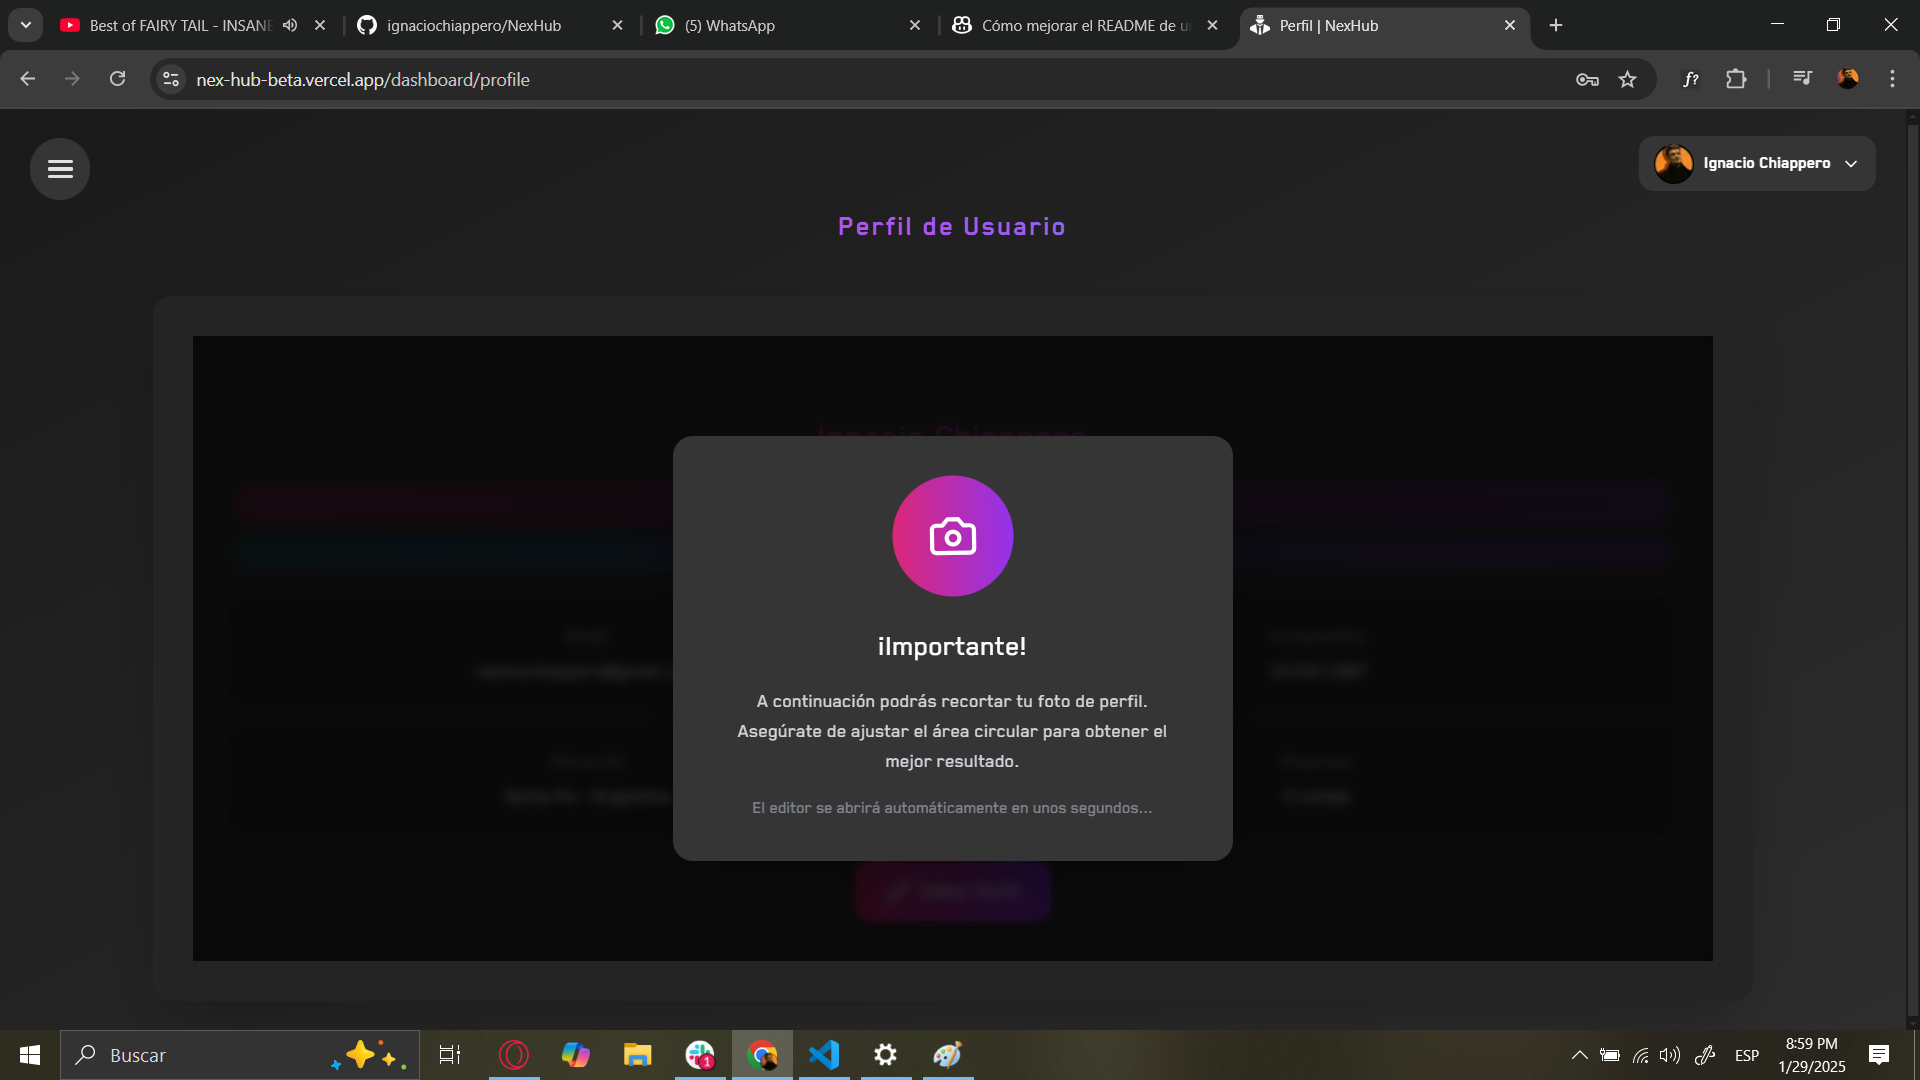 Best of FAIRY TAIL - INSANE
ignaciochiappero/NexHub
(5) WhatsApp
Cómo mejorar el README de u
Perfil | NexHub
nex-hub-beta.vercel.app/dashboard/profile
f?
Ignacio Chiappero
Perfil de Usuario
Ignacio Chiappero
¡Importante!
A continuación podrás recortar tu foto de perfil.
Asegúrate de ajustar el área circular para obtener el
mejor resultado.
El editor se abrirá automáticamente en unos segundos...
Buscar
1
ESP
8:59 PM
1/29/2025